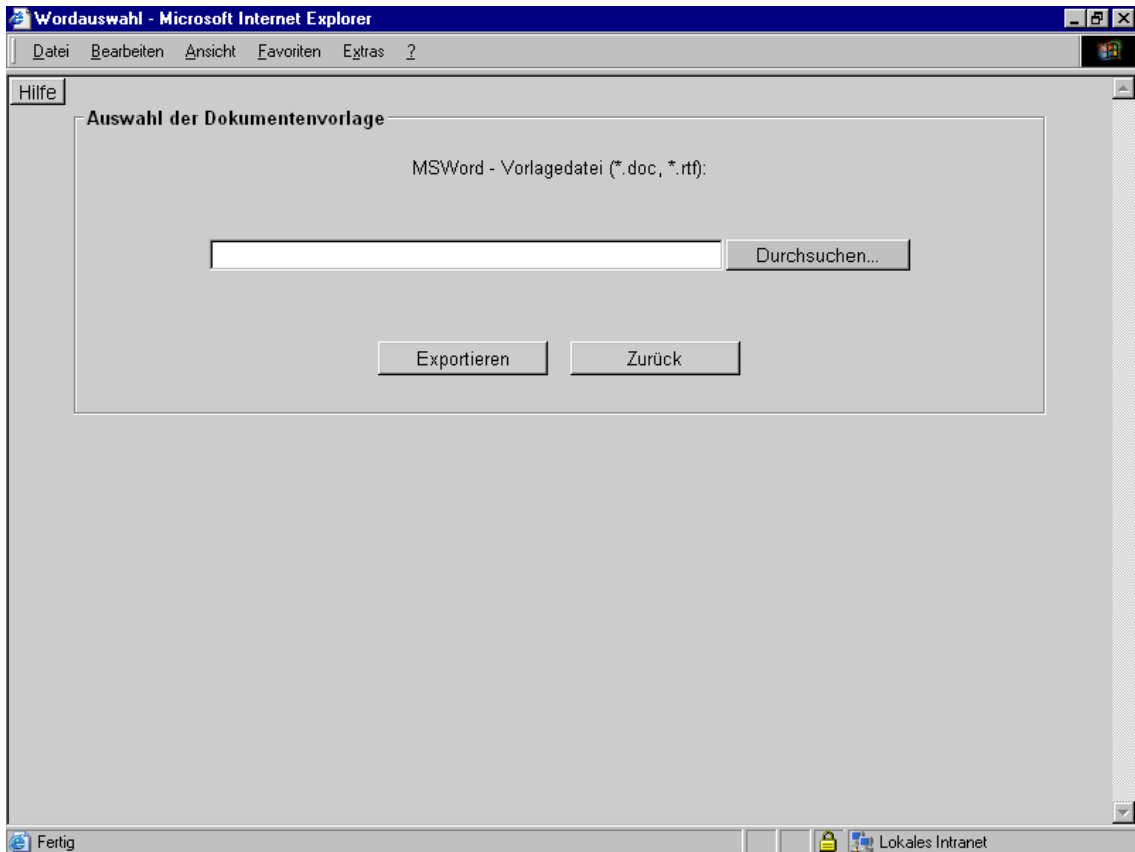 Wordauswahl - Microsoft Internet Explorer
Datei Bearbeiten Ansicht Favoriten Extras ?
Hilfe
Auswahl der Dokumentenvorlage
MSWord - Vorlagedatei (*.doc, *.rtf):
Durchsuchen...
Exportieren Zurück
Fertig Lokales Intranet